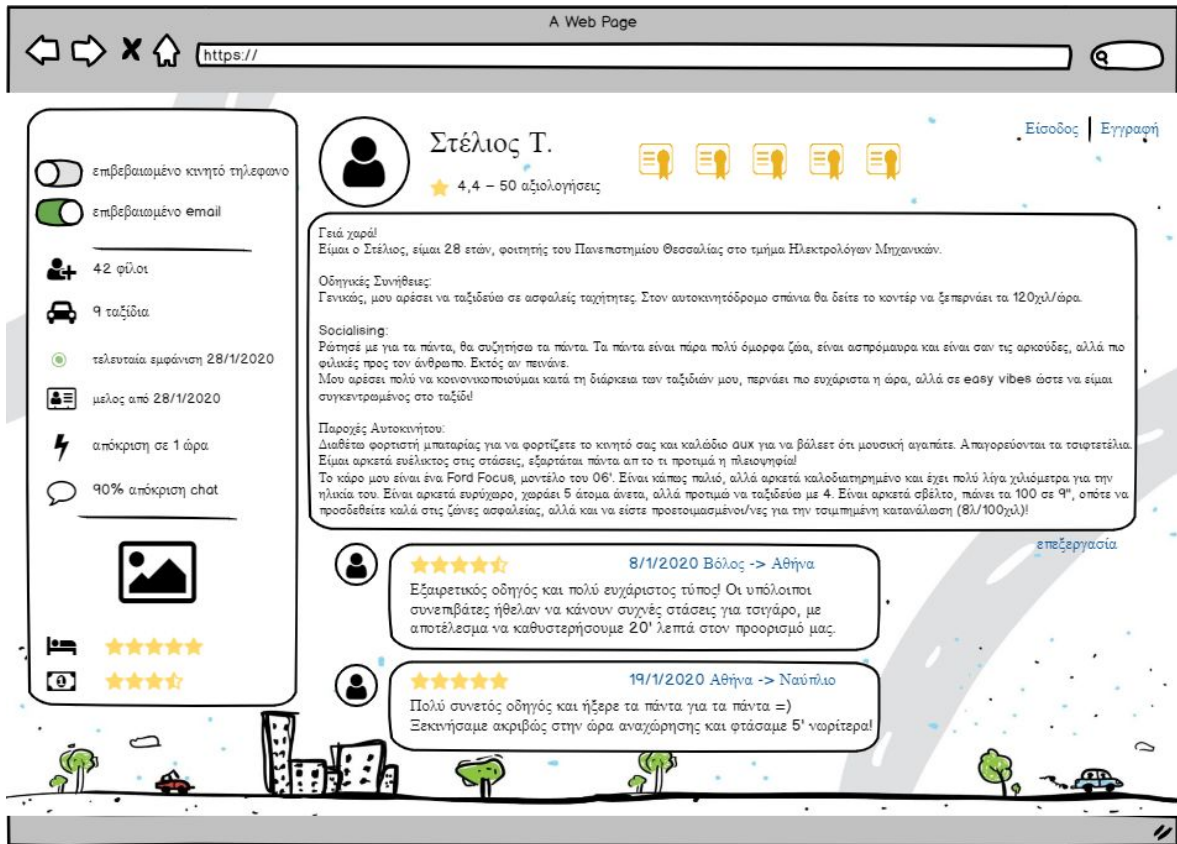 A Web Page
https://
Είσοδος | Εγγραφή
επιβεβαιωμένο κινητό τηλεφωνο
επιβεβαιωμένο email
42 φίλοι
9 ταξίδια
τελευταία εμφάνιση 28/1/2020
μελος από 28/1/2020
απόκριση σε 1 ώρα
90% απόκριση chat
Στέλιος Τ.
4,4 – 50 αξιολογήσεις
Γειά χαρά!
Είμαι ο Στέλιος, είμαι 28 ετών, φοιτητής του Πανεπιστημίου Θεσσαλίας στο τμήμα Ηλεκτρολόγων Μηχανικών.
Οδηγικές Συνήθειες:
Γενικώς, μου αρέσει να ταξιδεύω σε ασφαλείς ταχήτητες. Στον αυτοκινητόδρομο σπάνια θα δείτε το κοντέρ να ξεπερνάει τα 120χιλ/ώρα.
Socialising:
Ρώτησέ με για τα πάντα, θα συζητήσω τα πάντα. Τα πάντα είναι πάρα πολύ όμορφα ζώα, είναι ασπρόμαυρα και είναι σαν τις αρκούδες, αλλά πιο
φιλικές προς τον άνθρωπο. Εκτός αν πεινάνε.
Μου αρέσει πολύ να κοινονικοποιούμαι κατά τη διάρκεια των ταξιδιών μου, περνάει πιο ευχάριστα η ώρα, αλλά σε easy vibes ώστε να είμαι
συγκεντρωμένος στο ταξίδι!
Παροχές Αυτοκινήτου:
Διαθέτω φορτιστή μπαταρίας για να φορτίζετε το κινητό σας και καλώδιο aux για να βάλεετ ότι μουσική αγαπάτε. Απαγορεύονται τα τσιφτετέλια.
Είμαι αρκετά ευέλικτος στις στάσεις, εξαρτάται πάντα απ το τι προτιμά η πλειοψηφία!
Το κάρο μου είναι ένα Ford Focus, μοντέλο του 06'. Είναι κάπως παλιό, αλλά αρκετά καλοδιατηρημένο και έχει πολύ λίγα χιλιόμετρα για την
ηλικία του. Είναι αρκετά ευρύχωρο, χωράει 5 άτομα άνετα, αλλά προτιμώ να ταξιδεύω με 4. Είναι αρκετά σβέλτο, πιάνει τα 100 σε 9", οπότε να
προσδεθείτε καλά στις ζώνες ασφαλείας, αλλά και να είστε προετοιμασμένοι/νες για την τσιμπημένη κατανάλωση (8λ/100χιλ)!
επεξεργασία
8/1/2020 Βόλος -> Αθήνα
Εξαιρετικός οδηγός και πολύ ευχάριστος τύπος! Οι υπόλοιποι
συνεπιβάτες ήθελαν να κάνουν συχνές στάσεις για τσιγάρο, με
αποτέλεσμα να καθυστερήσουμε 20' λεπτά στον προορισμό μας.
19/1/2020 Αθήνα -> Ναύπλιο
Πολύ συνετός οδηγός και ήξερε τα πάντα για τα πάντα =)
Ξεκινήσαμε ακριβώς στην ώρα αναχώρησης και φτάσαμε 5' νωρίτερα!